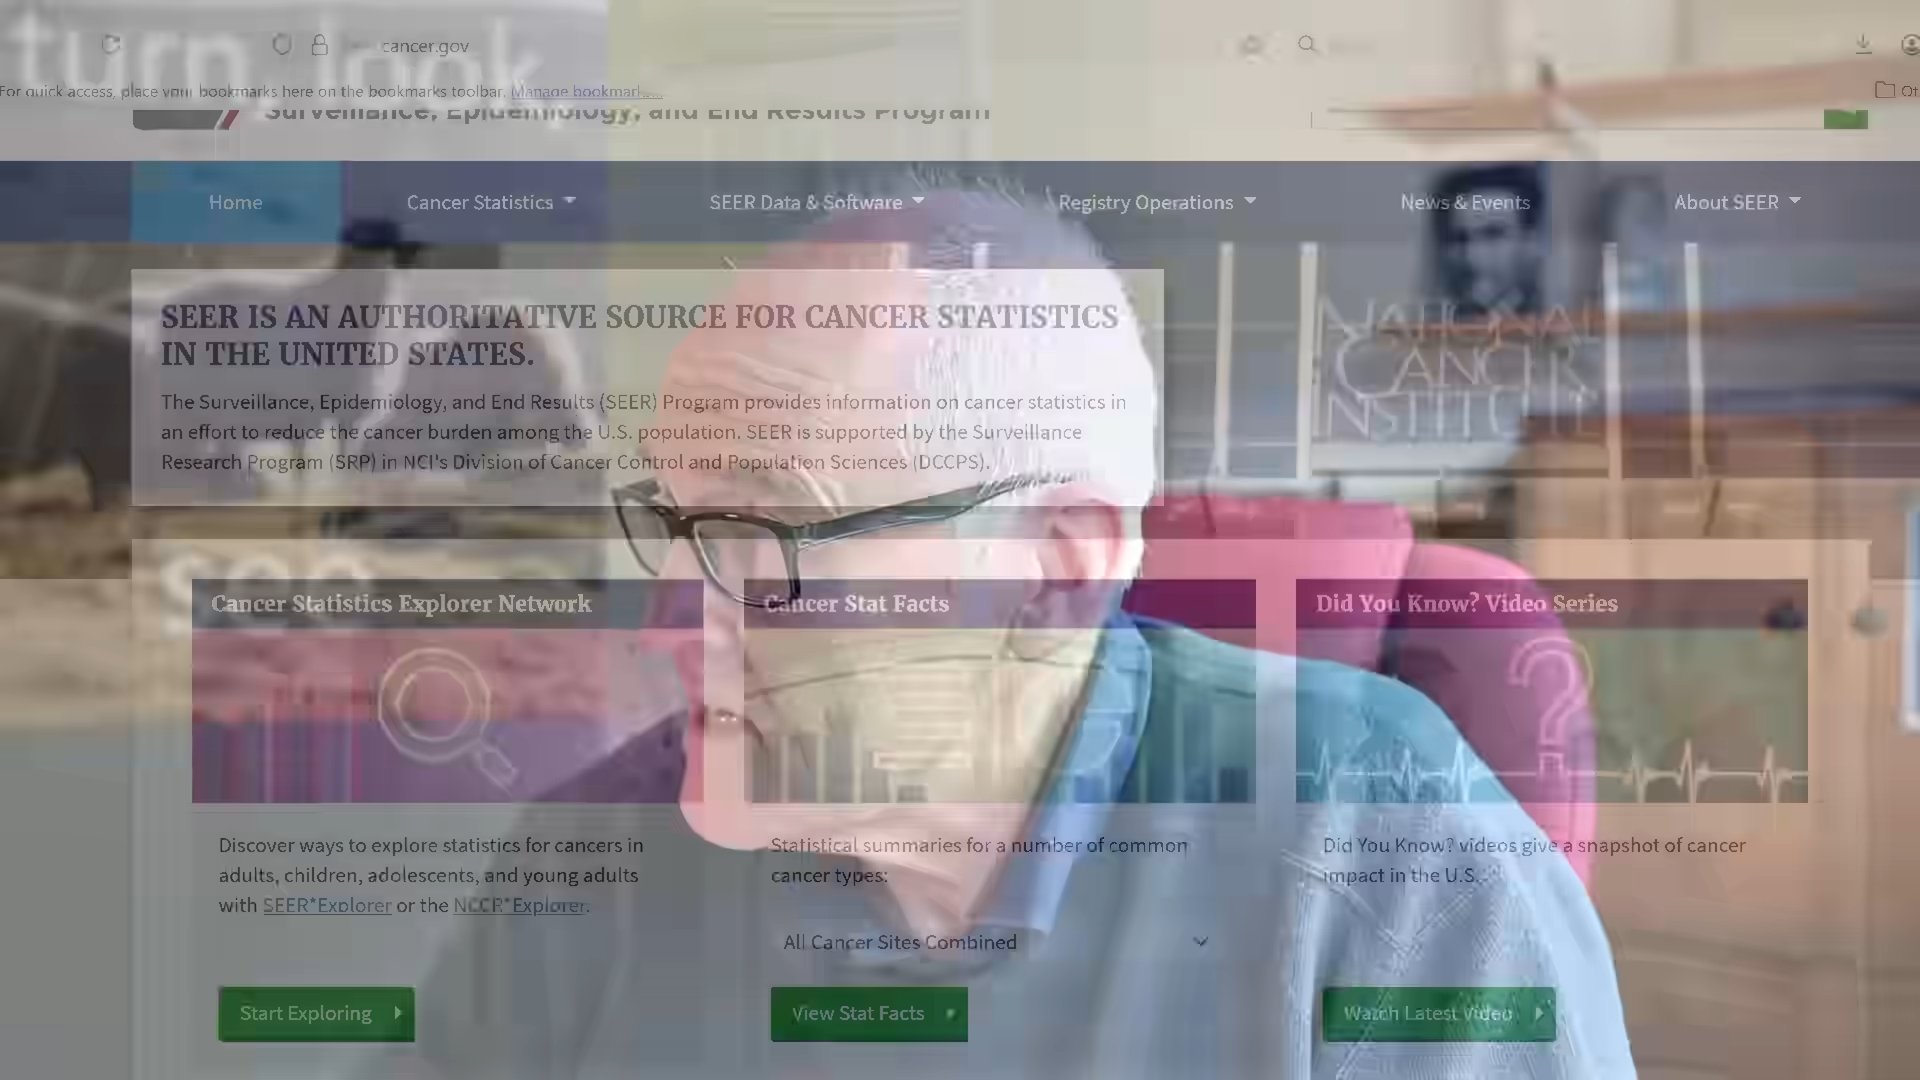 turn, look
cancer.gov
For quick access, place your bookmarks here on the bookmarks toolbar. Manage bookmark
Surveillance, Epidemiology, and End Results Program
Home
Cancer Statistics
SEER Data & Software
Registry Operations
News & Events
About SEER
SEER IS AN AUTHORITATIVE SOURCE FOR CANCER STATISTICS
IN THE UNITED STATES.
The Surveillance, Epidemiology, and End Results (SEER) Program provides information on cancer statistics in
an effort to reduce the cancer burden among the U.S. population. SEER is supported by the Surveillance
Research Program (SRP) in NCI's Division of Cancer Control and Population Sciences (DCCPS).
NATIONAL
CANCER
INSTITUTE
see
Cancer Statistics Explorer Network
Discover ways to explore statistics for cancers in
adults, children, adolescents, and young adults
with SEER*Explorer or the NCCR*Explorer.
Start Exploring
Cancer Stat Facts
Statistical summaries for a number of common
cancer types:
All Cancer Sites Combined
View Stat Facts
Did You Know? Video Series
Did You Know? videos give a snapshot of cancer
impact in the U.S.
Watch Latest Video